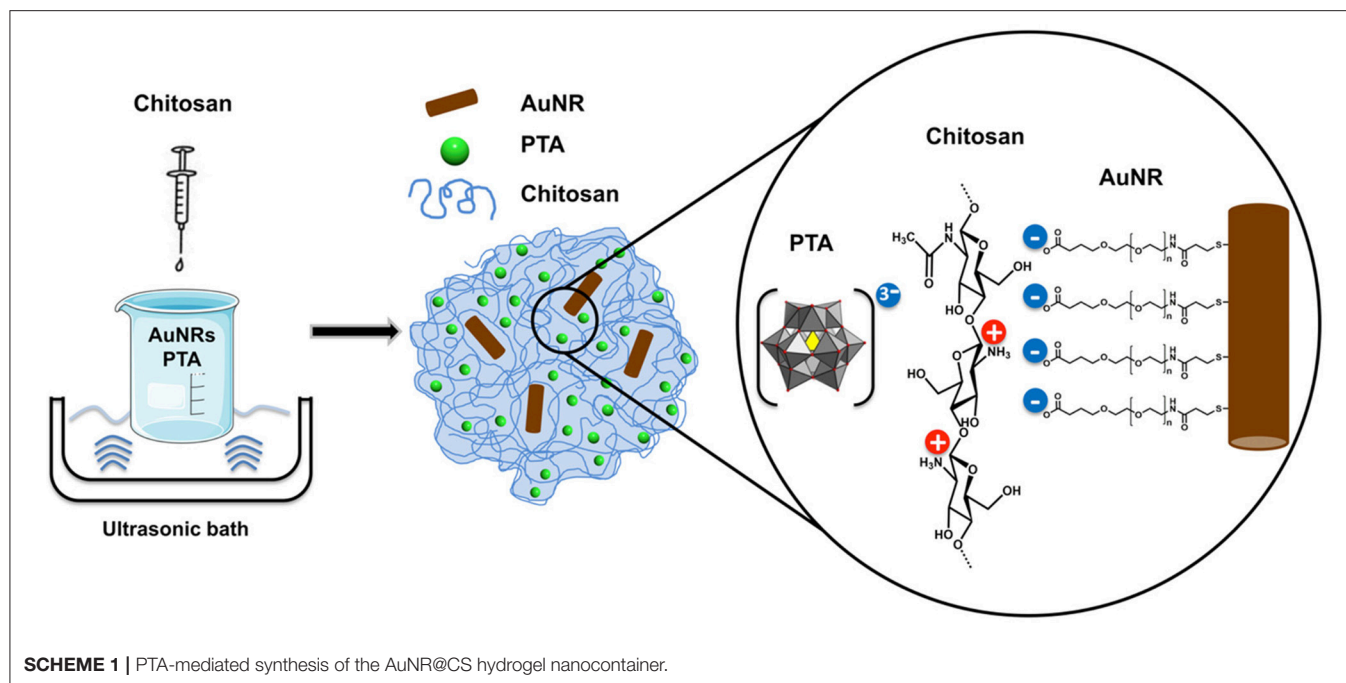 Chitosan
AuNRs
PTA
Ultrasonic bath
AuNR
PTA
Chitosan
Chitosan
AuNR
PTA
3-
H
N
H₃C
O
O
O
OH
HO
O
+
O
NH₃
HO
O
HO
O
+
H₃N
O
OH
HO
O
- O O O O n H N O S
- O O O O n H N O S
- O O O O n H N O S
- O O O O n H N O S
SCHEME 1 | PTA-mediated synthesis of the AuNR@CS hydrogel nanocontainer.